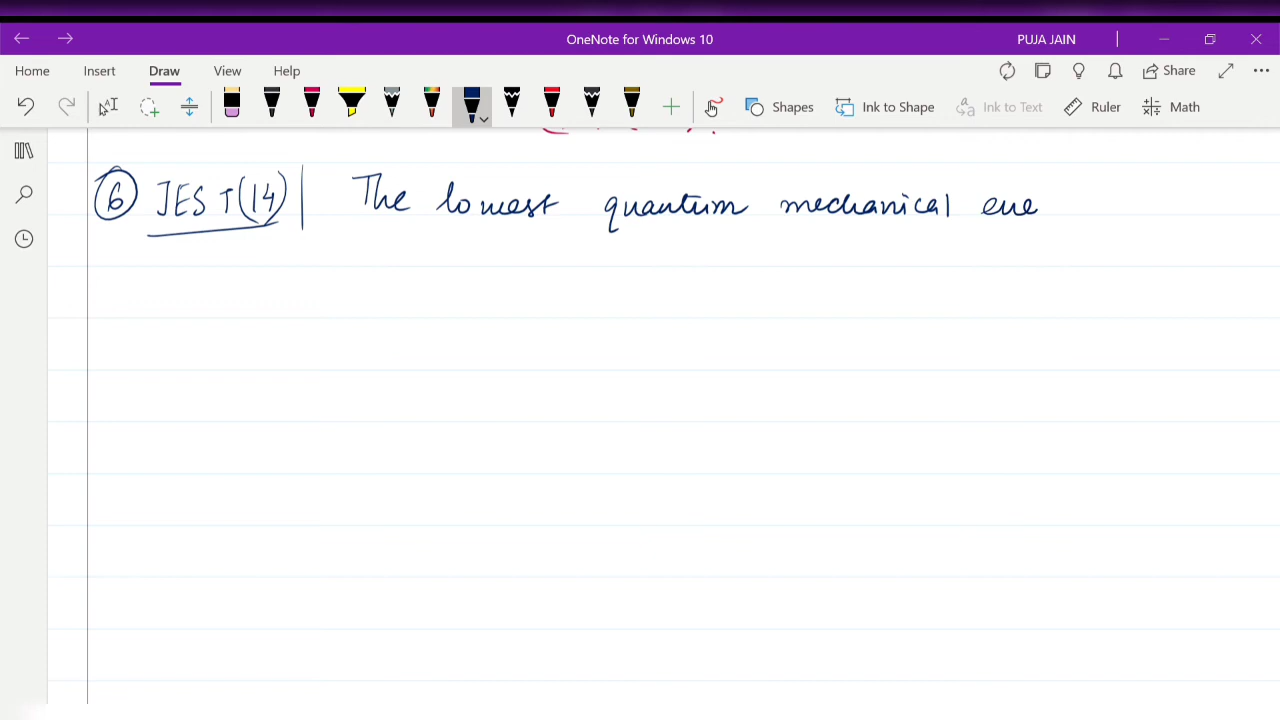 OneNote for Windows 10
PUJA JAIN
Home Insert Draw View Help
Share
Shapes Ink to Shape Ink to Text Ruler Math
6 JEST(14) | The lowest quantum mechanical ene